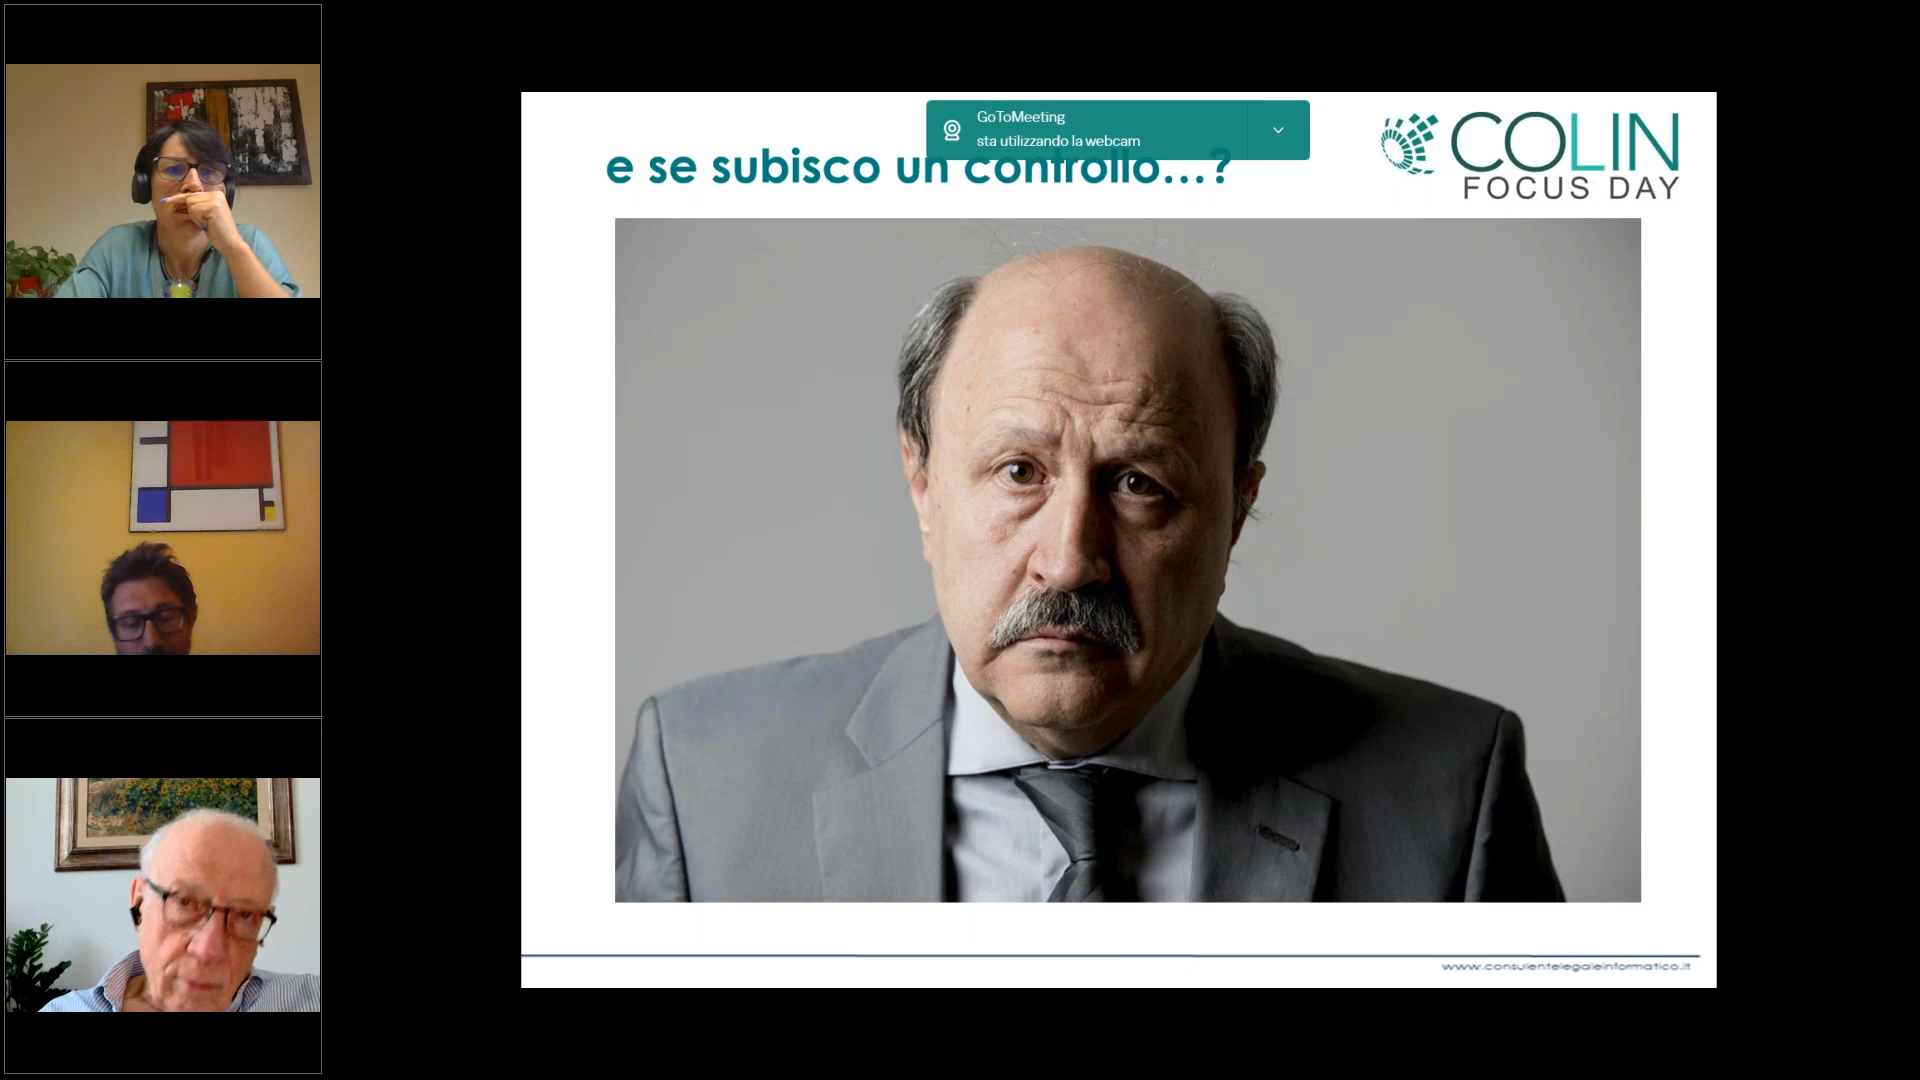 GoToMeeting
sta utilizzando la webcam
e se subisco un controllo...?
COLIN
FOCUS DAY
www.consulentelegaleinformatico.it